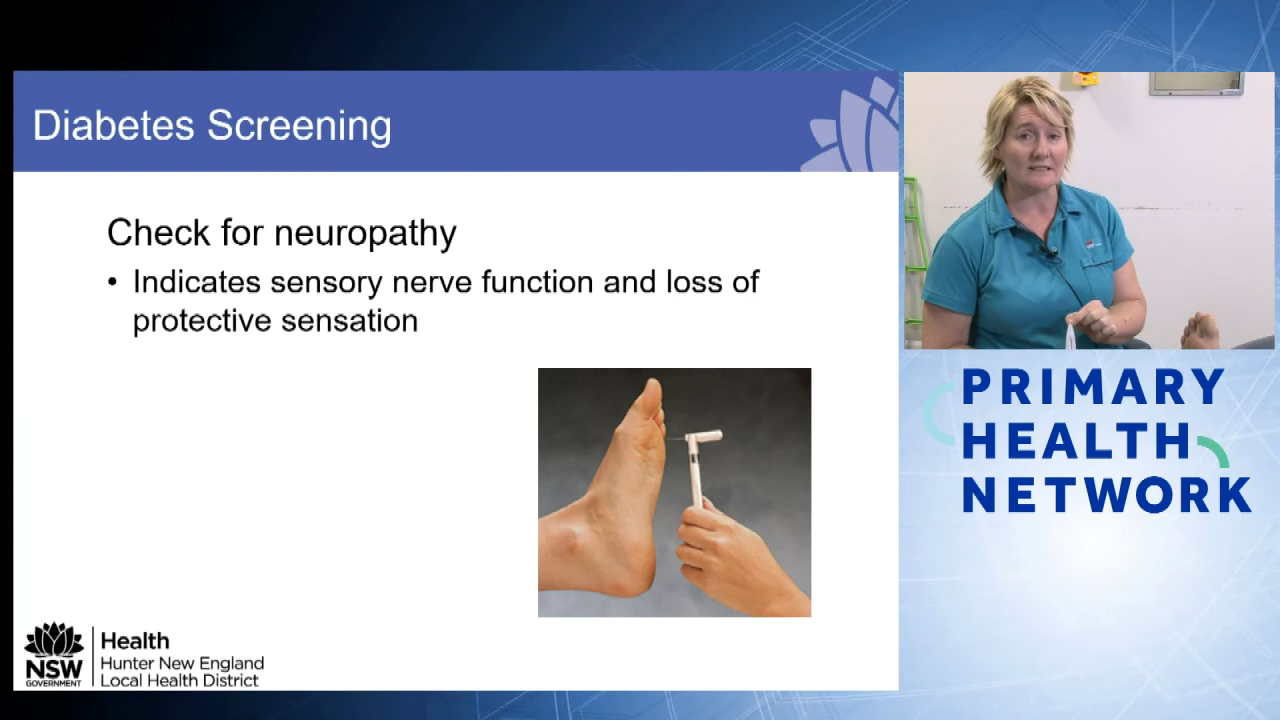 Diabetes Screening
Check for neuropathy
• Indicates sensory nerve function and loss of
protective sensation
NSW
GOVERNMENT
Health
Hunter New England
Local Health District
PRIMARY
HEALTH
NETWORK